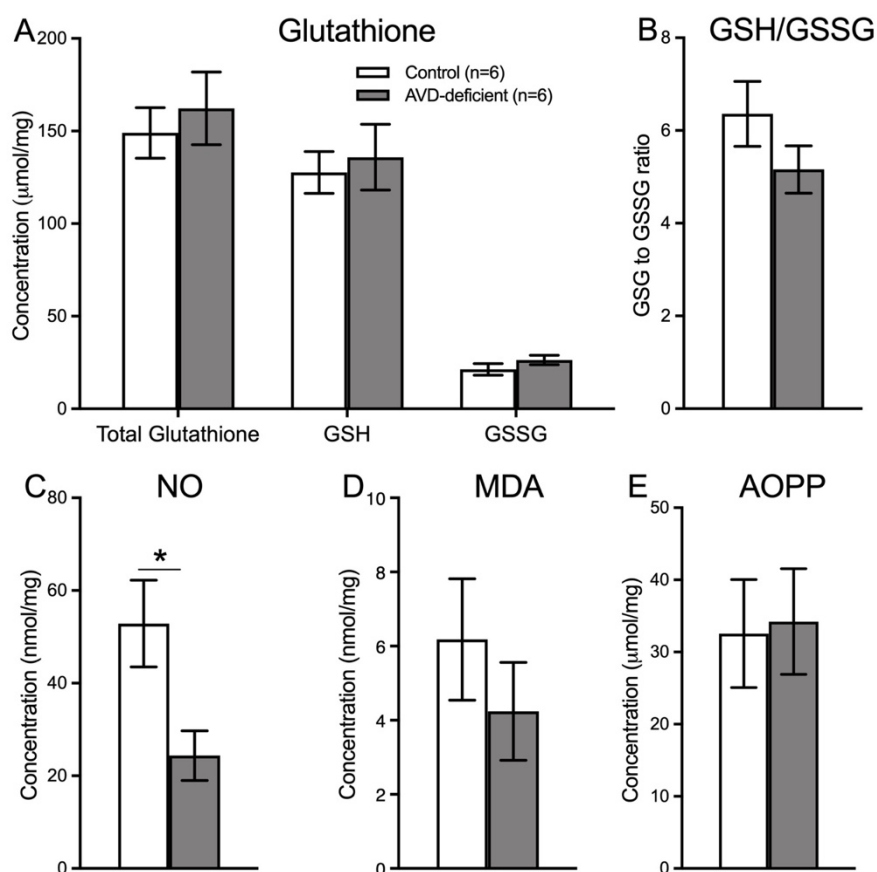 A
Glutathione
Control (n=6)
AVD-deficient (n=6)
Concentration (μmol/mg)
200
150
100
50
0
Total Glutathione
GSH
GSSG
B
GSH/GSSG
GSG to GSSG ratio
8
6
4
2
0
C
NO
Concentration (nmol/mg)
80
60
40
20
0
*
D
MDA
Concentration (nmol/mg)
10
8
6
4
2
0
E
AOPP
Concentration (μmol/mg)
50
40
30
20
10
0